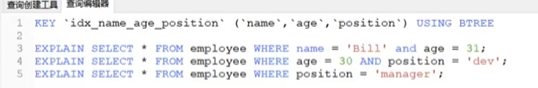 查询创建工具 查询编辑器
1 KEY `idx_name_age_position` (`name`,`age`,`position`) USING BTREE
2
3 EXPLAIN SELECT * FROM employee WHERE name = 'Bill' and age = 31;
4 EXPLAIN SELECT * FROM employee WHERE age = 30 AND position = 'dev';
5 EXPLAIN SELECT * FROM employee WHERE position = 'manager';